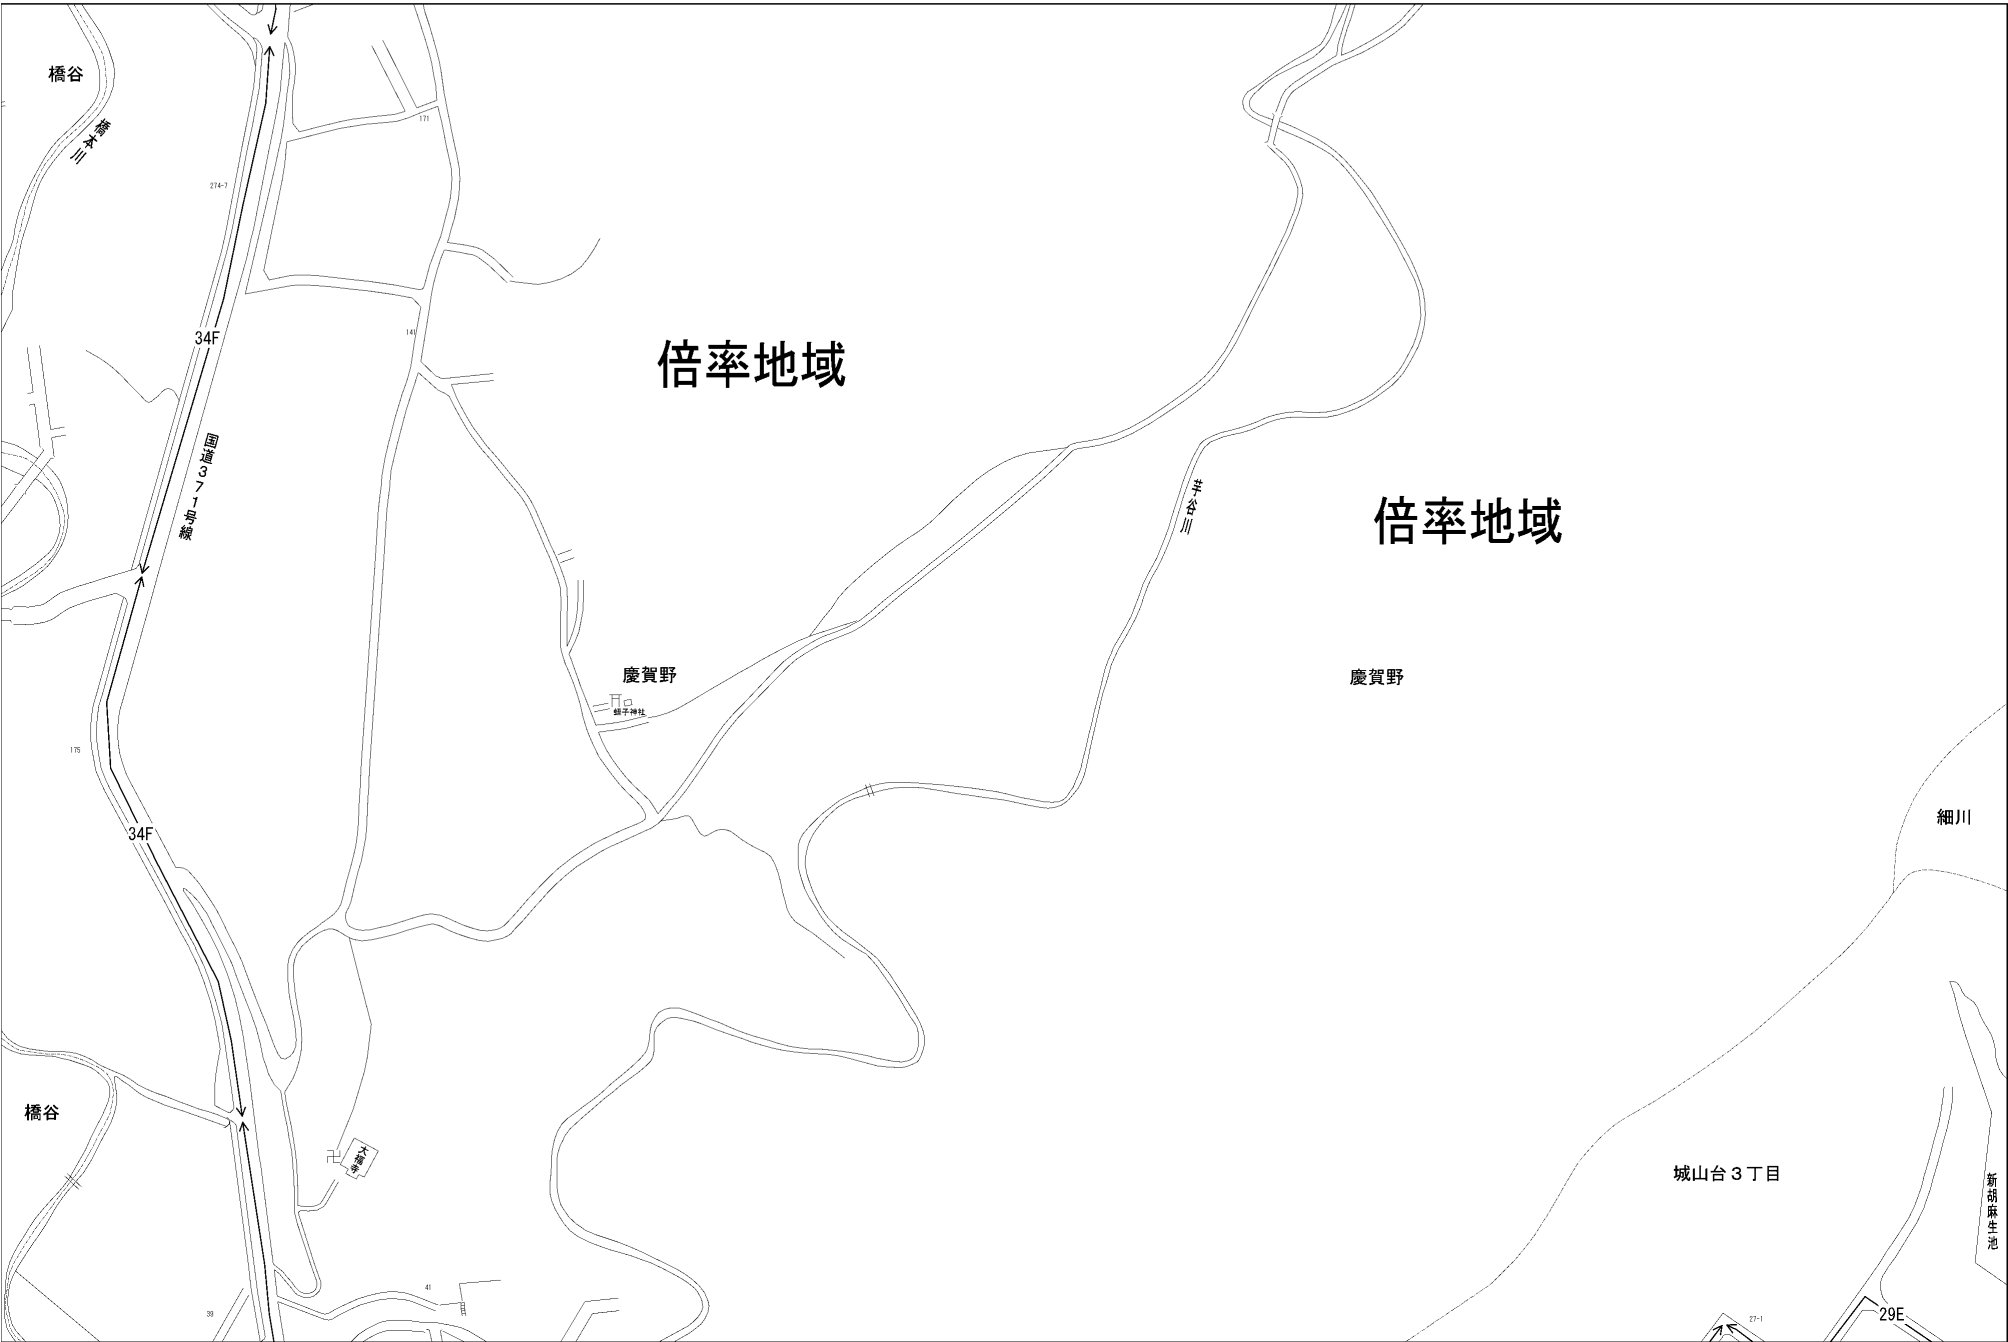 橋谷
橋本川
171
274-7
34F
141
倍率地域
国道371号線
芋谷川
倍率地域
慶賀野
蛭子神社
慶賀野
175
細川
34F
橋谷
大福寺
城山台３丁目
新胡麻生池
41
39
27-1
29E